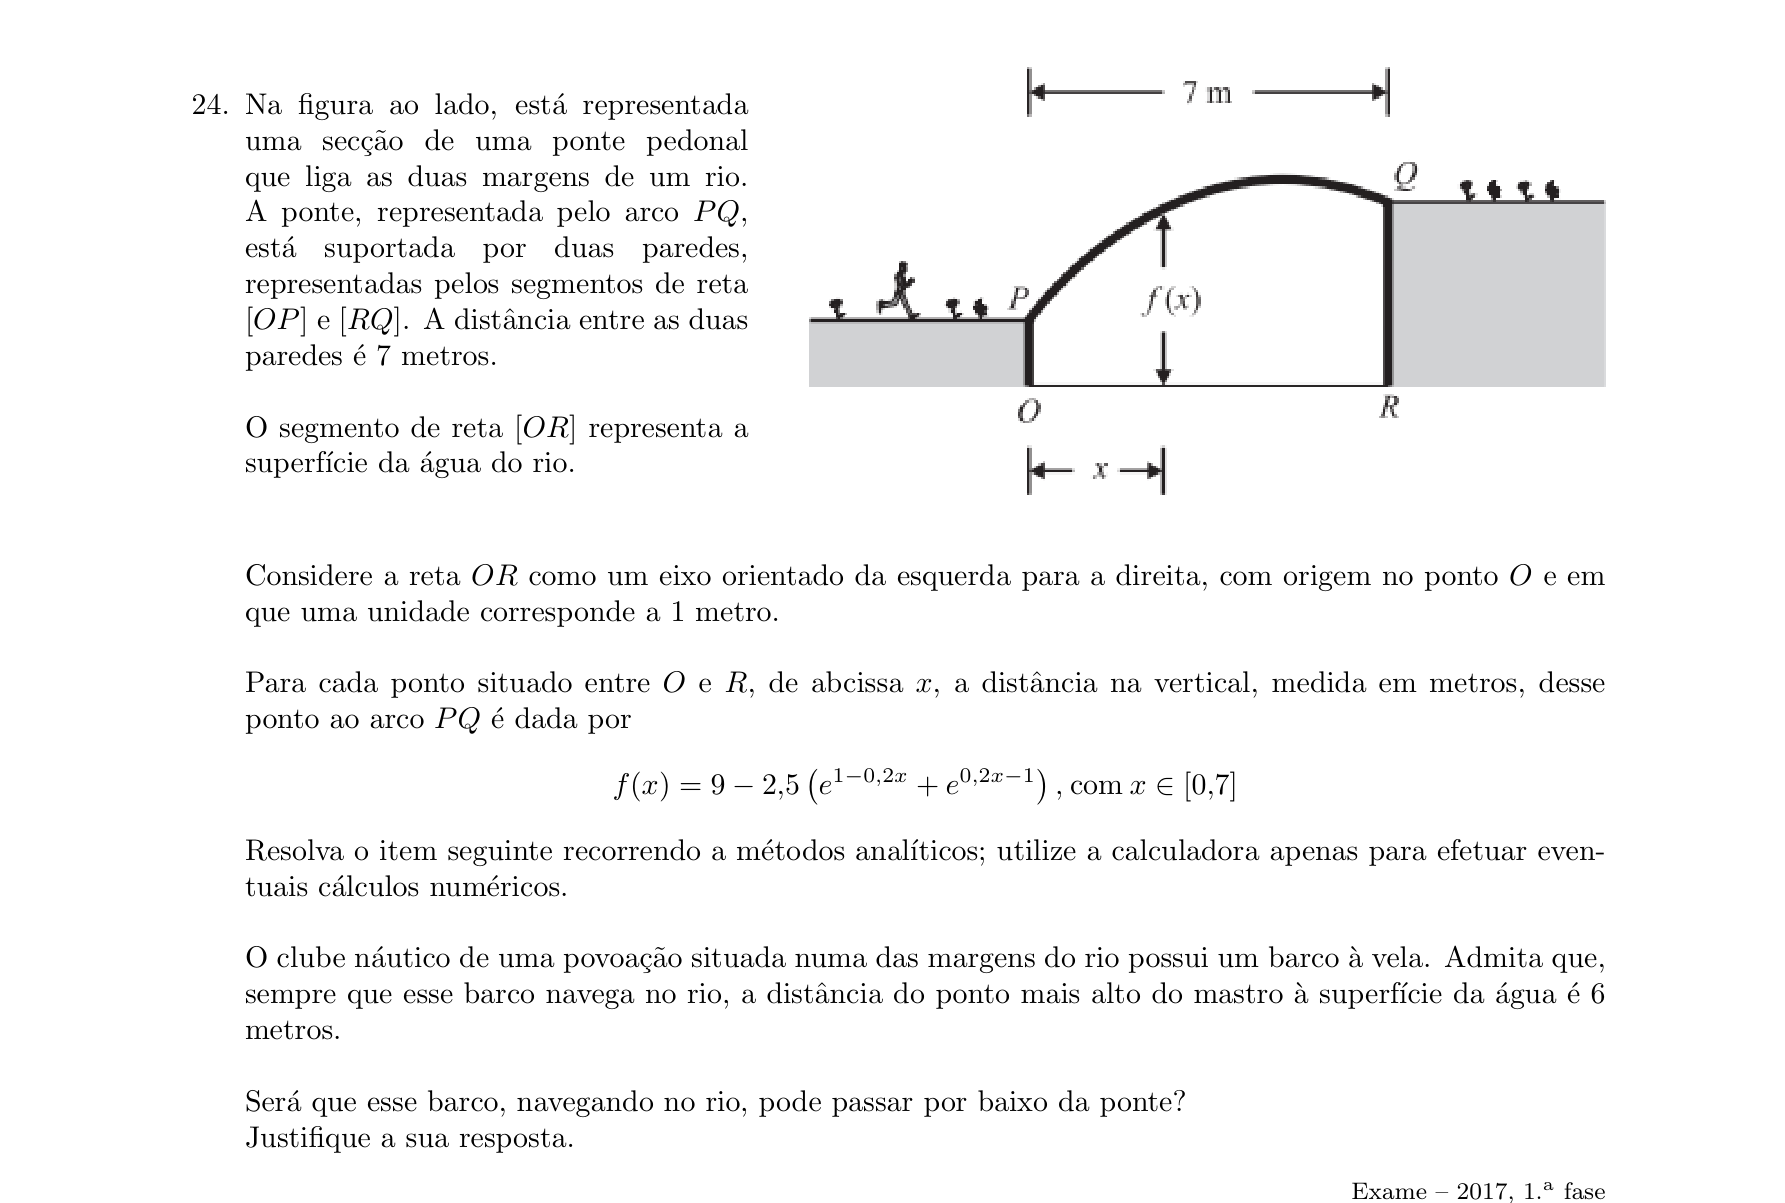 7 m
24. Na figura ao lado, está representada
uma secção de uma ponte pedonal
que liga as duas margens de um rio.
A ponte, representada pelo arco PQ,
está suportada por duas paredes,
representadas pelos segmentos de reta
[OP] e [RQ]. A distância entre as duas
paredes é 7 metros.
Q
P
f(x)
O
R
x
O segmento de reta [OR] representa a
superfície da água do rio.
Considere a reta OR como um eixo orientado da esquerda para a direita, com origem no ponto O e em
que uma unidade corresponde a 1 metro.
Para cada ponto situado entre O e R, de abcissa x, a distância na vertical, medida em metros, desse
ponto ao arco PQ é dada por
f(x) = 9 − 2,5 (e^{1−0,2x} + e^{0,2x−1}) , com x ∈ [0,7]
Resolva o item seguinte recorrendo a métodos analíticos; utilize a calculadora apenas para efetuar even-
tuais cálculos numéricos.
O clube náutico de uma povoação situada numa das margens do rio possui um barco à vela. Admita que,
sempre que esse barco navega no rio, a distância do ponto mais alto do mastro à superfície da água é 6
metros.
Será que esse barco, navegando no rio, pode passar por baixo da ponte?
Justifique a sua resposta.
Exame – 2017, 1.ª fase